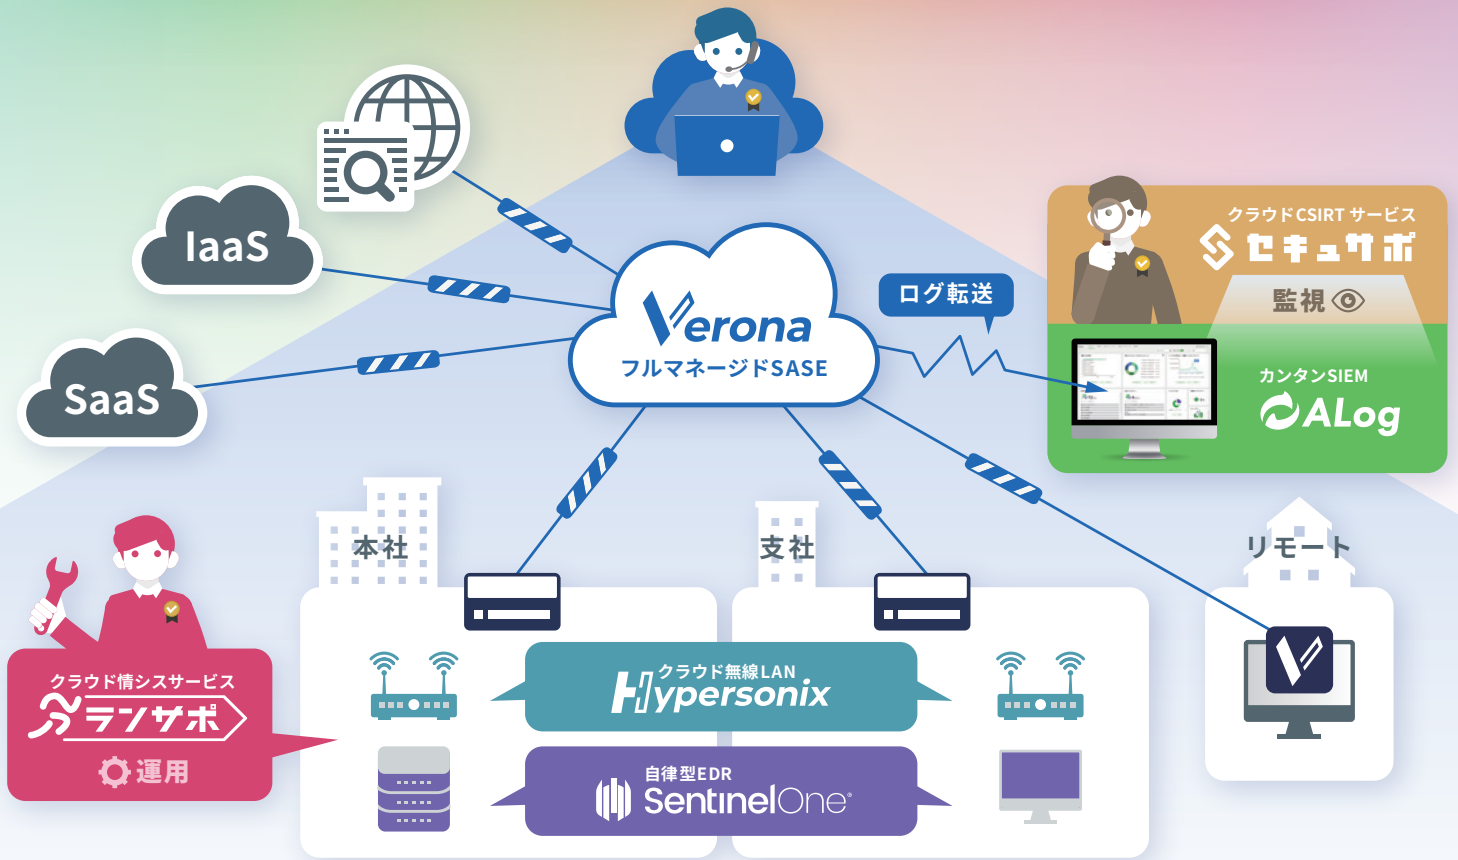 IaaS
SaaS
Verona
フルマネージドSASE
ログ転送
クラウドCSIRT サービス
セキュサポ
監視
カンタンSIEM
ALog
本社
支社
リモート
クラウド情シスサービス
ランサポ
運用
クラウド無線LAN
Hypersonix
自律型EDR
SentinelOne